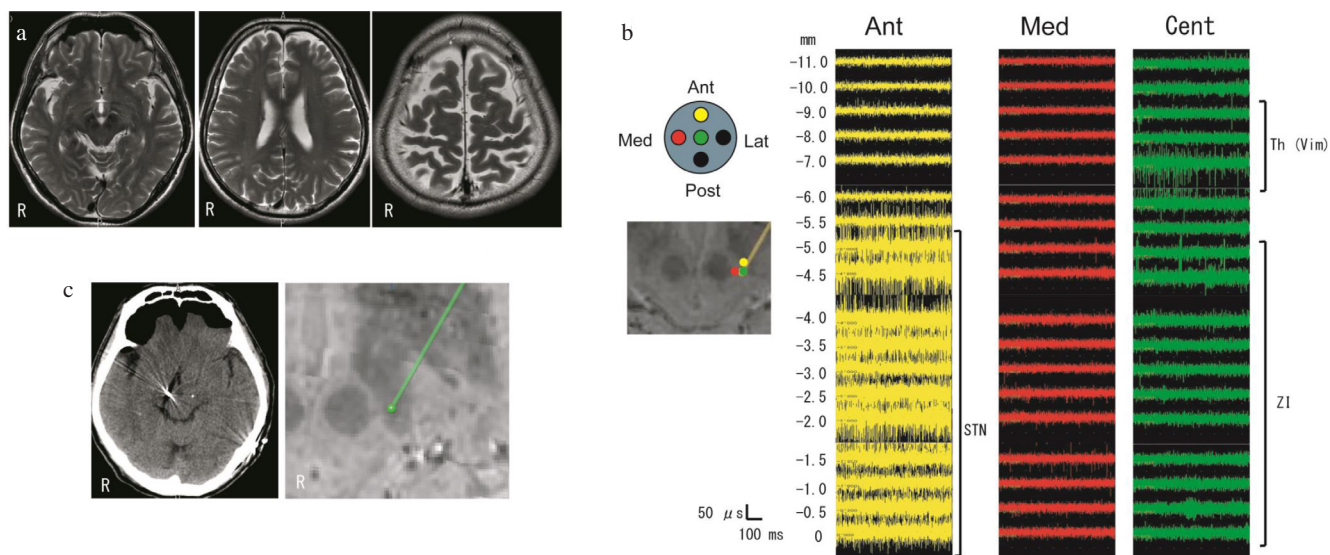 a
R
R
R
c
R
R
b
Ant
Med
Lat
Post
mm
-11.0
-10.0
-9.0
-8.0
-7.0
-6.0
-5.5
-5.0
-4.5
-4.0
-3.5
-3.0
-2.5
-2.0
-1.5
-1.0
-0.5
0
50 μs
100 ms
Ant
STN
Med
Cent
Th (Vim)
ZI